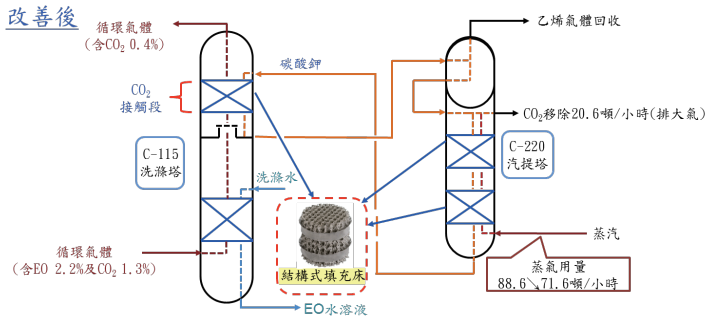 改善後
循環氣體
(含CO2 0.4%)
乙烯氣體回收
碳酸鉀
CO2
接觸段
CO2移除20.6噸/小時(排大氣)
C-115
洗滌塔
C-220
汽提塔
洗滌水
循環氣體
(含EO 2.2%及CO2 1.3%)
結構式填充床
蒸汽
蒸氣用量
88.6↘71.6噸/小時
EO水溶液